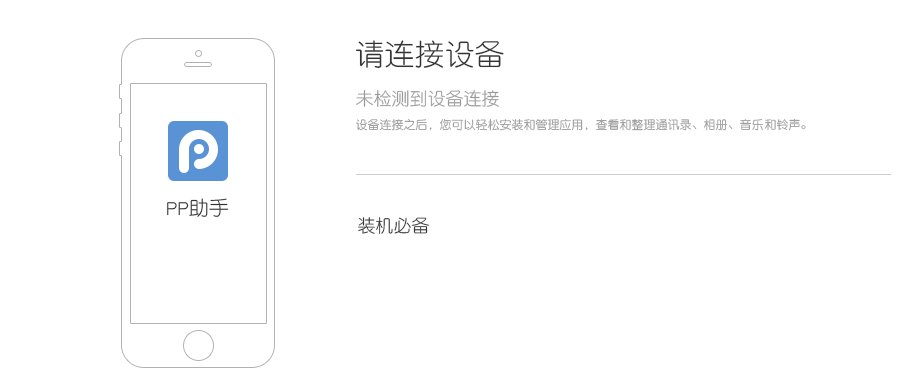 PP助手
请连接设备
未检测到设备连接
设备连接之后，您可以轻松安装和管理应用，查看和整理通讯录、相册、音乐和铃声。
装机必备